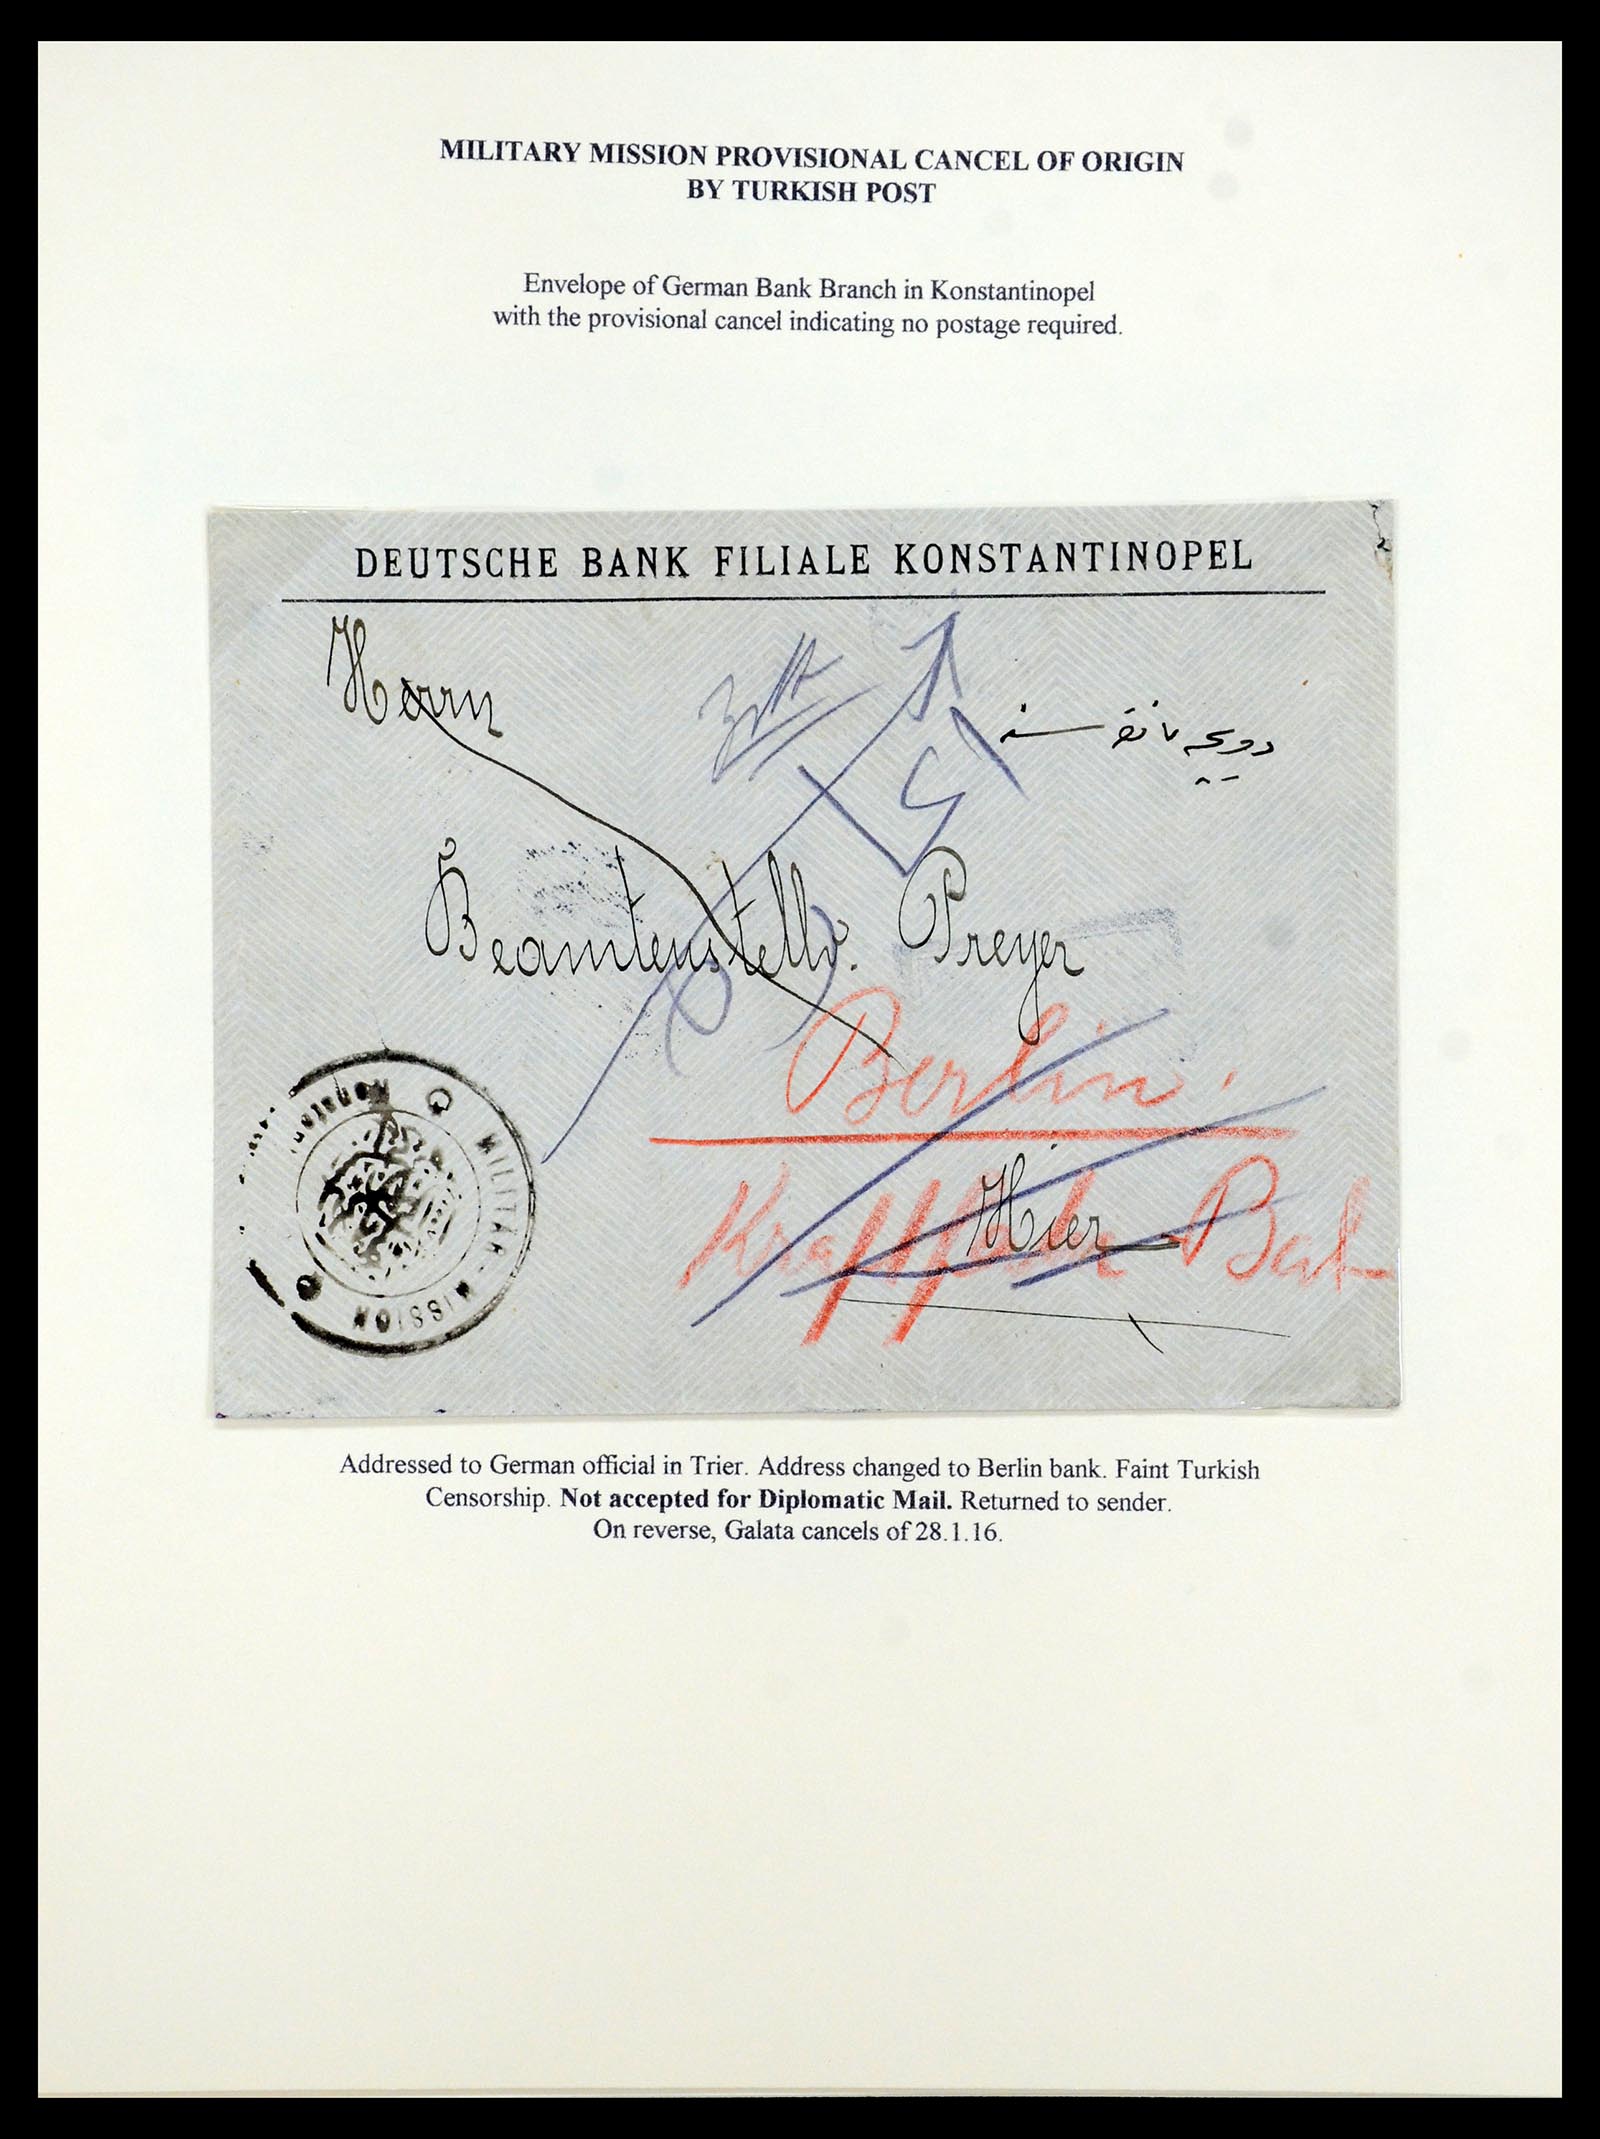 MILITARY MISSION PROVISIONAL CANCEL OF ORIGIN
BY TURKISH POST
Envelope of German Bank Branch in Konstantinopel
with the provisional cancel indicating no postage required.
DEUTSCHE BANK FILIALE KONSTANTINOPEL
Herrn
Beamtenstellv. Preyer
Berlin.
Hier
MILITÄR-MISSION
Addressed to German official in Trier. Address changed to Berlin bank. Faint Turkish
Censorship. Not accepted for Diplomatic Mail. Returned to sender.
On reverse, Galata cancels of 28.1.16.